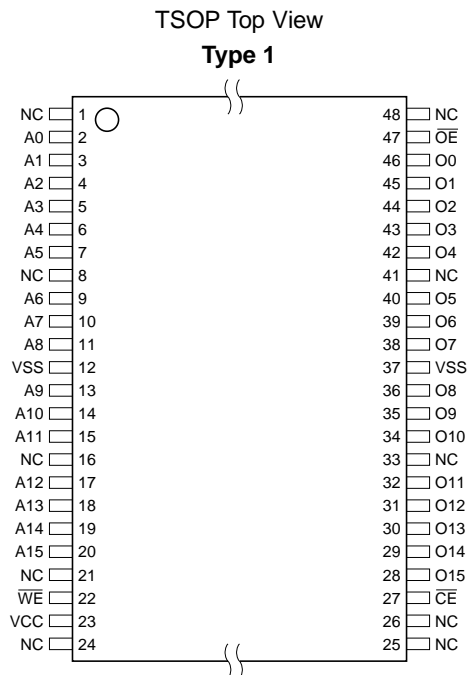 TSOP Top View
Type 1
NC 1 48 NC
A0 2 47 O̅E̅
A1 3 46 O0
A2 4 45 O1
A3 5 44 O2
A4 6 43 O3
A5 7 42 O4
NC 8 41 NC
A6 9 40 O5
A7 10 39 O6
A8 11 38 O7
VSS 12 37 VSS
A9 13 36 O8
A10 14 35 O9
A11 15 34 O10
NC 16 33 NC
A12 17 32 O11
A13 18 31 O12
A14 19 30 O13
A15 20 29 O14
NC 21 28 O15
W̅E̅ 22 27 C̅E̅
VCC 23 26 NC
NC 24 25 NC